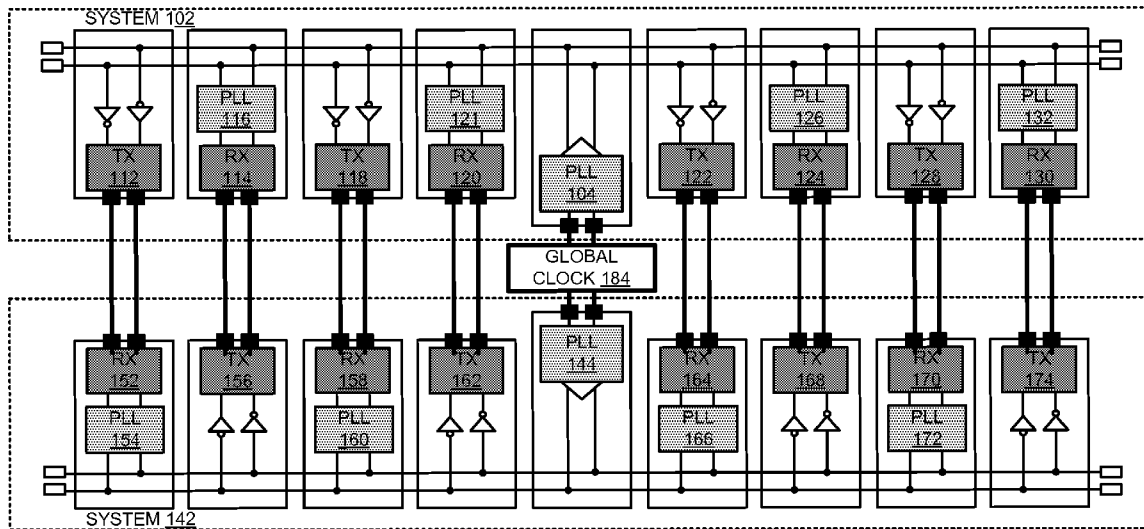 SYSTEM 102
TX
112
PLL
116
RX
114
TX
118
PLL
121
RX
120
PLL
104
TX
122
PLL
126
RX
124
TX
128
PLL
132
RX
130
GLOBAL
CLOCK 184
RX
152
PLL
154
TX
156
RX
158
PLL
160
TX
162
PLL
144
RX
164
PLL
166
TX
168
RX
170
PLL
172
TX
174
SYSTEM 142